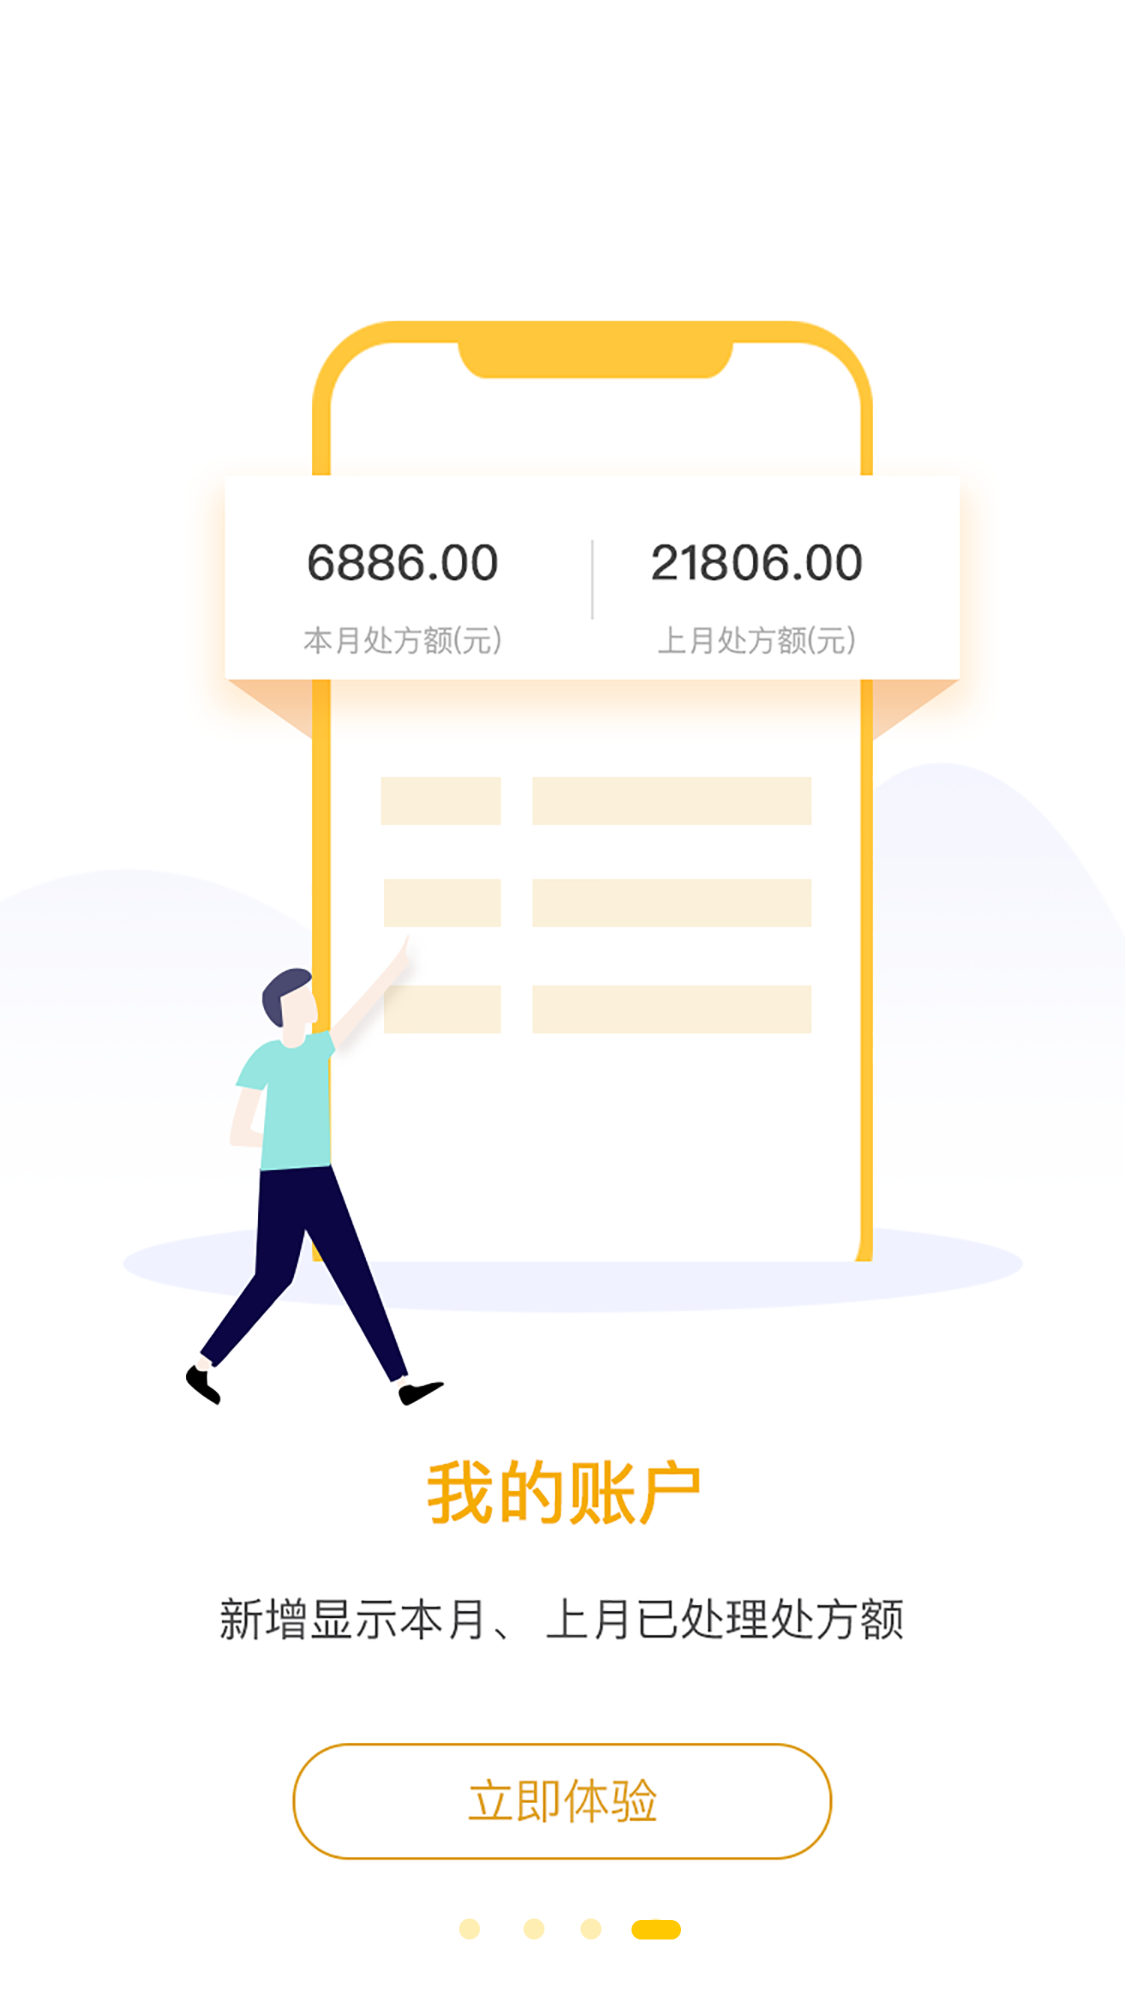 6886.00 21806.00
本月处方额(元) 上月处方额(元)
我的账户
新增显示本月、 上月已处理处方额
立即体验